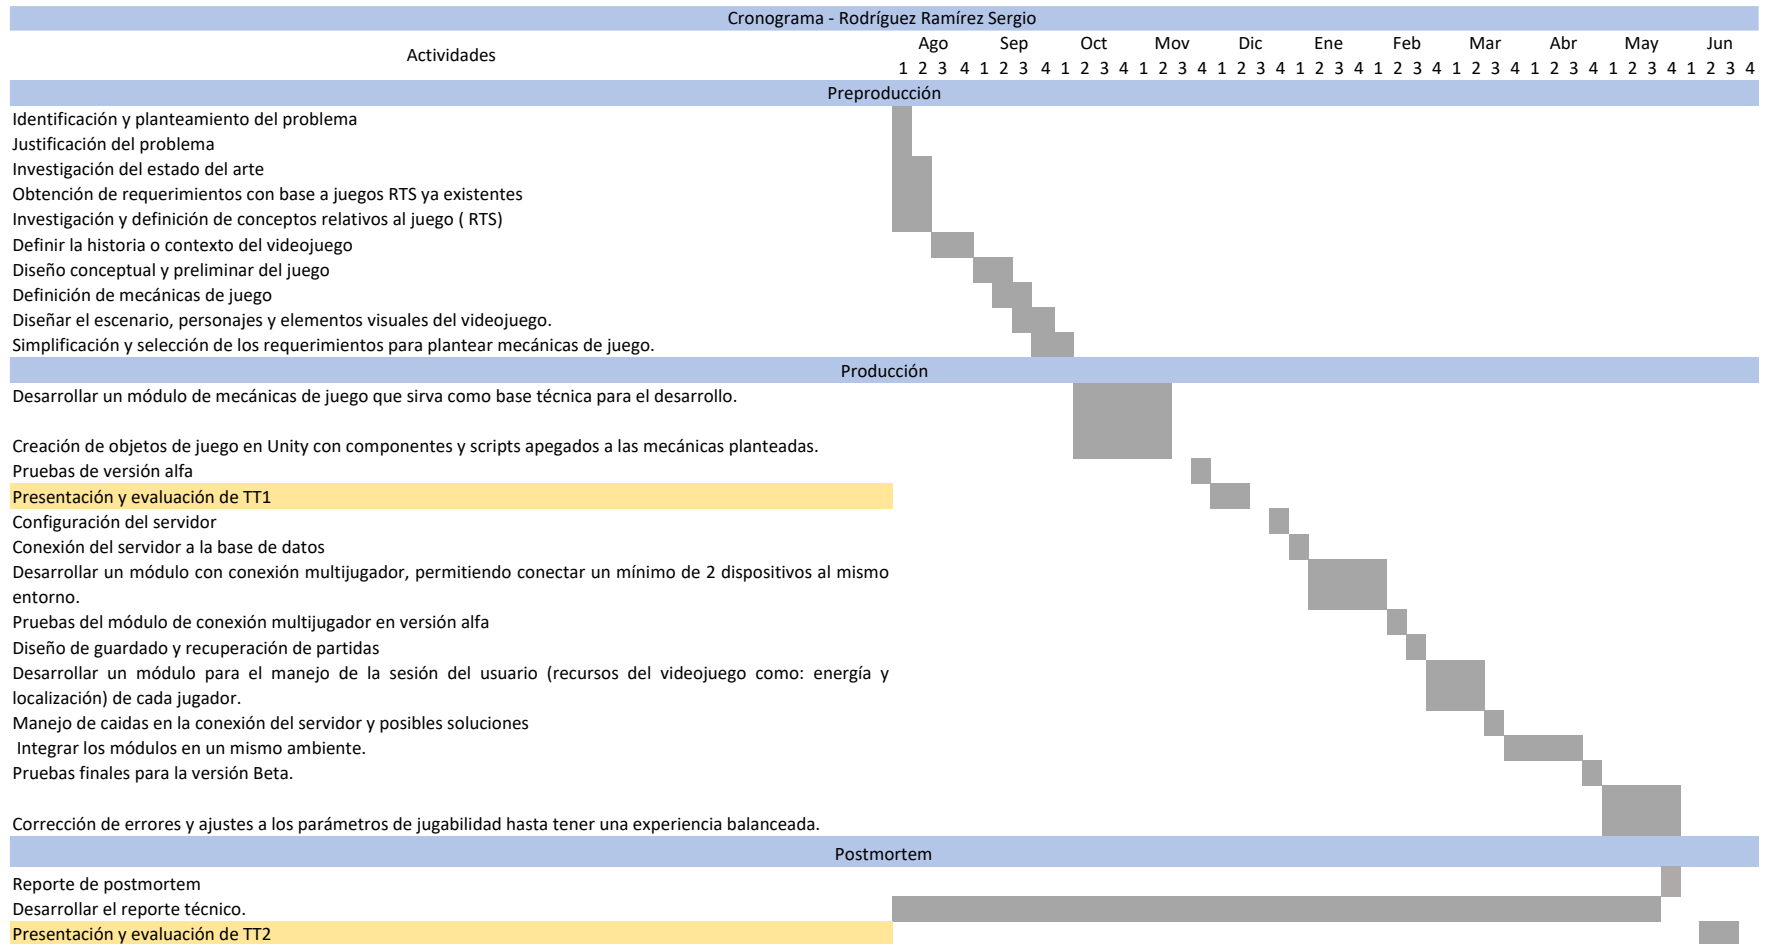 Cronograma - Rodríguez Ramírez Sergio
Actividades
Ago Sep Oct Mov Dic Ene Feb Mar Abr May Jun
1 2 3 4 1 2 3 4 1 2 3 4 1 2 3 4 1 2 3 4 1 2 3 4 1 2 3 4 1 2 3 4 1 2 3 4 1 2 3 4 1 2 3 4
Preproducción
Identificación y planteamiento del problema
Justificación del problema
Investigación del estado del arte
Obtención de requerimientos con base a juegos RTS ya existentes
Investigación y definición de conceptos relativos al juego ( RTS)
Definir la historia o contexto del videojuego
Diseño conceptual y preliminar del juego
Definición de mecánicas de juego
Diseñar el escenario, personajes y elementos visuales del videojuego.
Simplificación y selección de los requerimientos para plantear mecánicas de juego.
Producción
Desarrollar un módulo de mecánicas de juego que sirva como base técnica para el desarrollo.
Creación de objetos de juego en Unity con componentes y scripts apegados a las mecánicas planteadas.
Pruebas de versión alfa
Presentación y evaluación de TT1
Configuración del servidor
Conexión del servidor a la base de datos
Desarrollar un módulo con conexión multijugador, permitiendo conectar un mínimo de 2 dispositivos al mismo
entorno.
Pruebas del módulo de conexión multijugador en versión alfa
Diseño de guardado y recuperación de partidas
Desarrollar un módulo para el manejo de la sesión del usuario (recursos del videojuego como: energía y
localización) de cada jugador.
Manejo de caidas en la conexión del servidor y posibles soluciones
Integrar los módulos en un mismo ambiente.
Pruebas finales para la versión Beta.
Corrección de errores y ajustes a los parámetros de jugabilidad hasta tener una experiencia balanceada.
Postmortem
Reporte de postmortem
Desarrollar el reporte técnico.
Presentación y evaluación de TT2